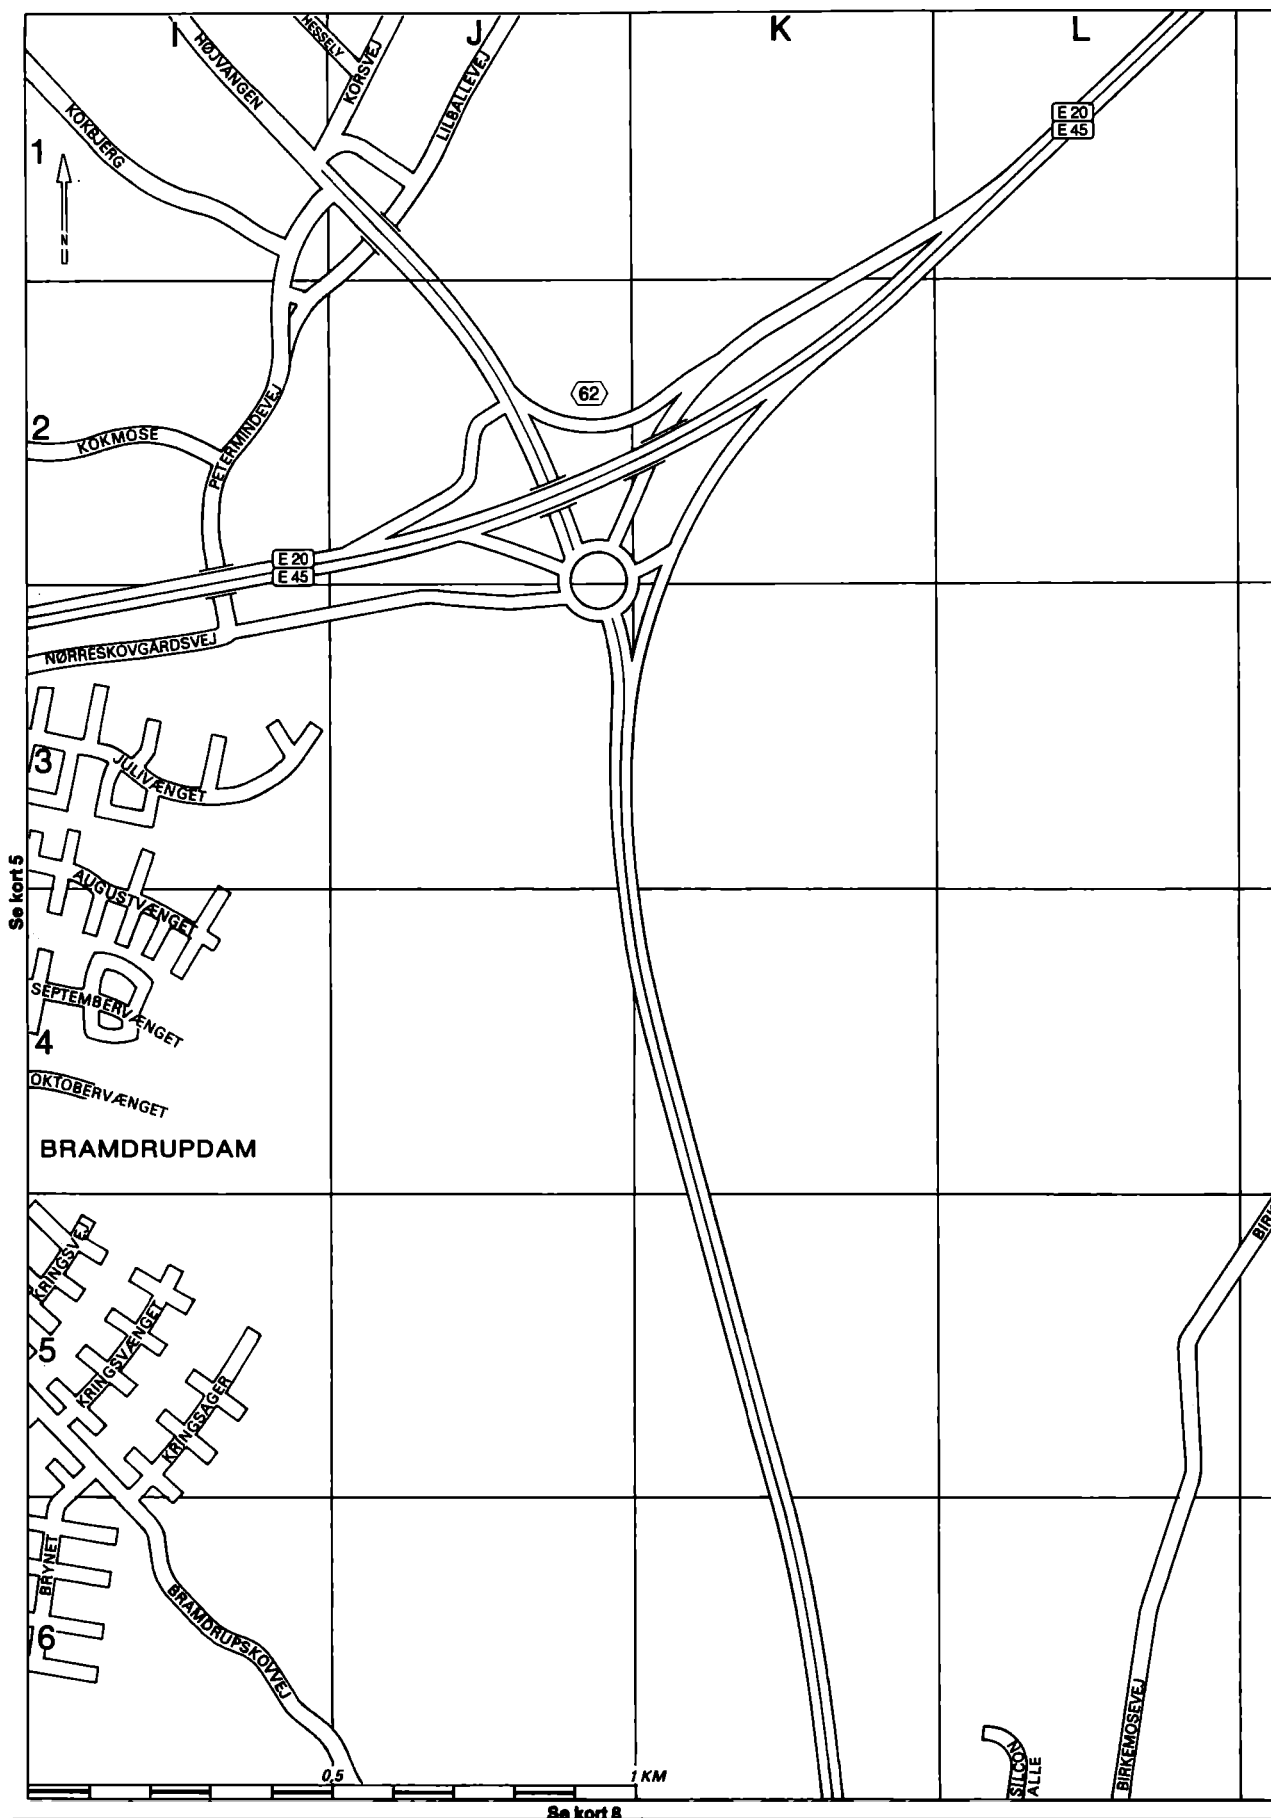 I
J
K
L
HØJVANGEN
HESSELY
KORSVEJ
LILBALLEVEJ
KOKBJERG
E 20
E 45
1
N
62
2
KOKMOSE
PETERMINDEVEJ
E 20
E 45
NØRRESKOVGÅRDSVEJ
3
JULIVÆNGET
Se kort 5
AUGUSTVÆNGET
SEPTEMBERVÆNGET
4
OKTOBERVÆNGET
BRAMDRUPDAM
KRINGSVEJ
BIRK
5
KRINGSVÆNGET
KRINGSAGER
BRYNET
BRAMDRUPSKOVVEJ
6
BIRKEMOSEVEJ
SILCON
ALLE
0,5
1 KM
Se kort 8